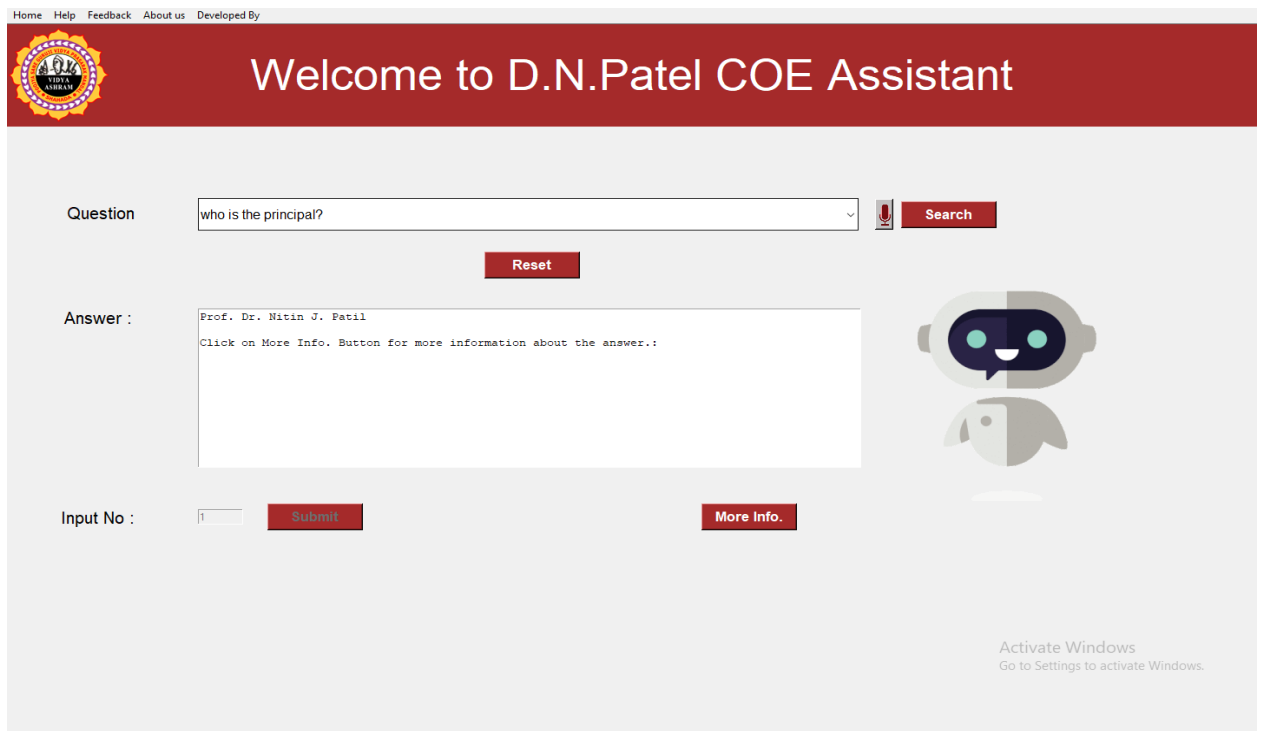 Home Help Feedback About us Developed By
VIDYA
ASHRAM
Welcome to D.N.Patel COE Assistant
Question
who is the principal?
Search
Reset
Answer :
Prof. Dr. Nitin J. Patil
Click on More Info. Button for more information about the answer.:
Input No :
1
Submit
More Info.
Activate Windows
Go to Settings to activate Windows.